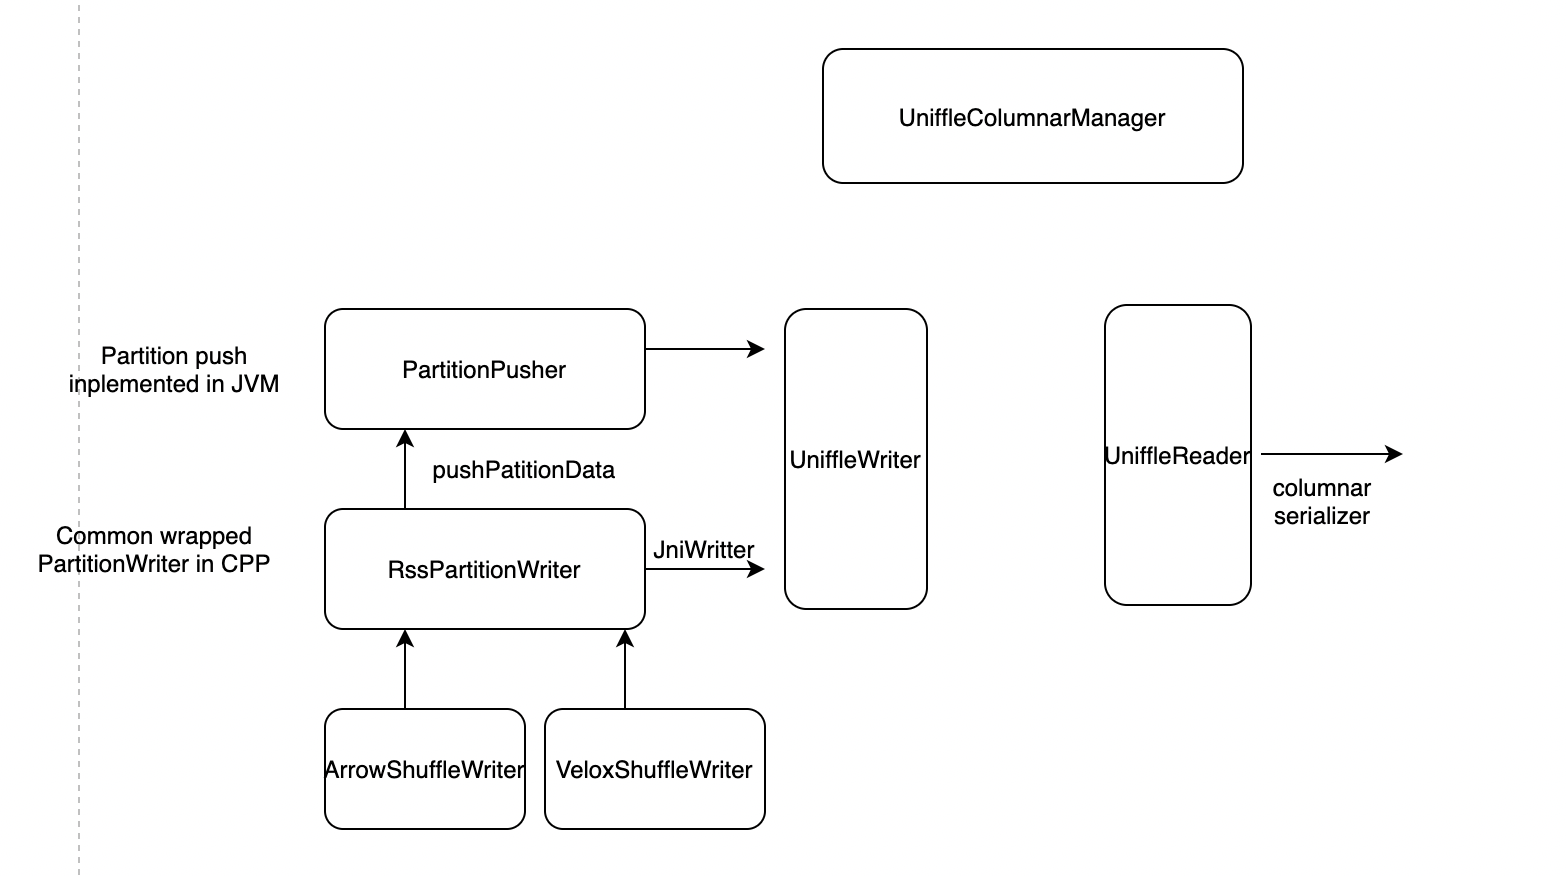 UniffleColumnarManager
Partition push
inplemented in JVM
PartitionPusher
pushPatitionData
Common wrapped
PartitionWriter in CPP
RssPartitionWriter
JniWritter
UniffleWriter
UniffleReader
columnar
serializer
ArrowShuffleWriter
VeloxShuffleWriter